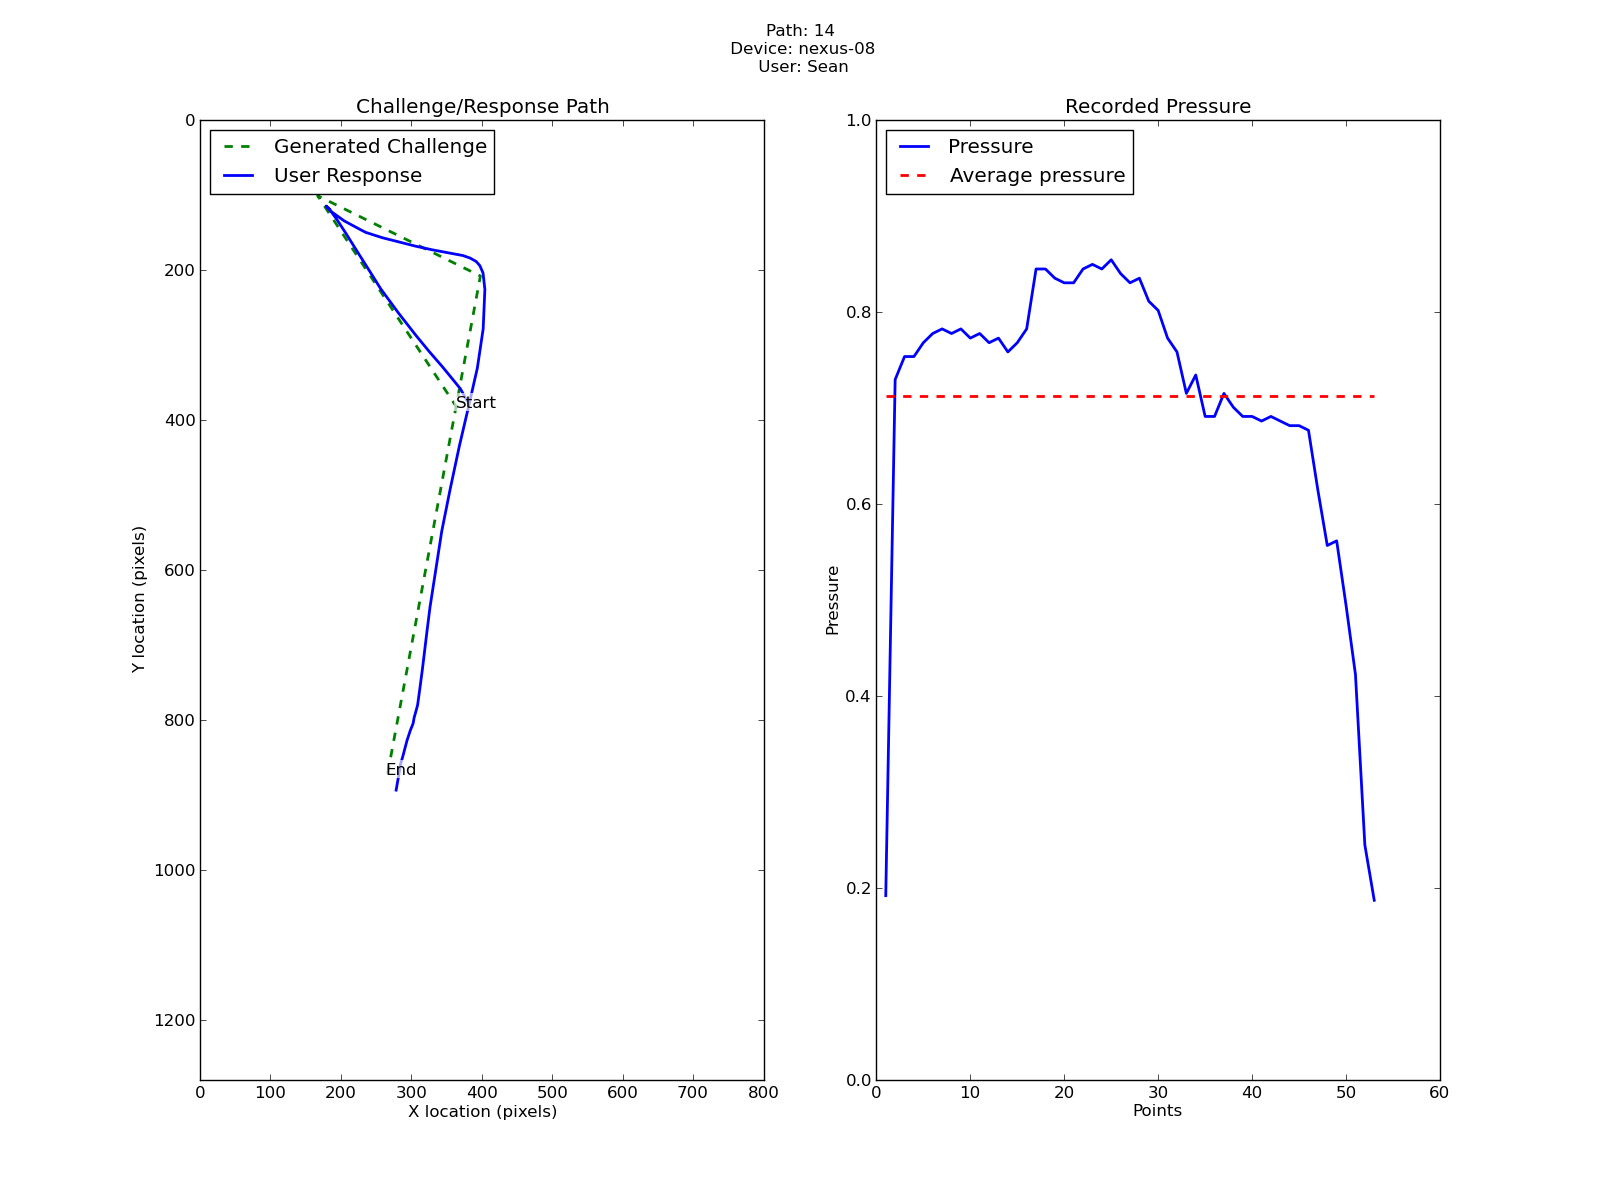 Path: 14
Device: nexus-08
User: Sean
Challenge/Response Path
Generated Challenge
User Response
0
200
400
600
800
1000
1200
Y location (pixels)
Start
End
0 100 200 300 400 500 600 700 800
X location (pixels)
Recorded Pressure
Pressure
Average pressure
1.0
0.8
0.6
0.4
0.2
0.0
Pressure
0 10 20 30 40 50 60
Points